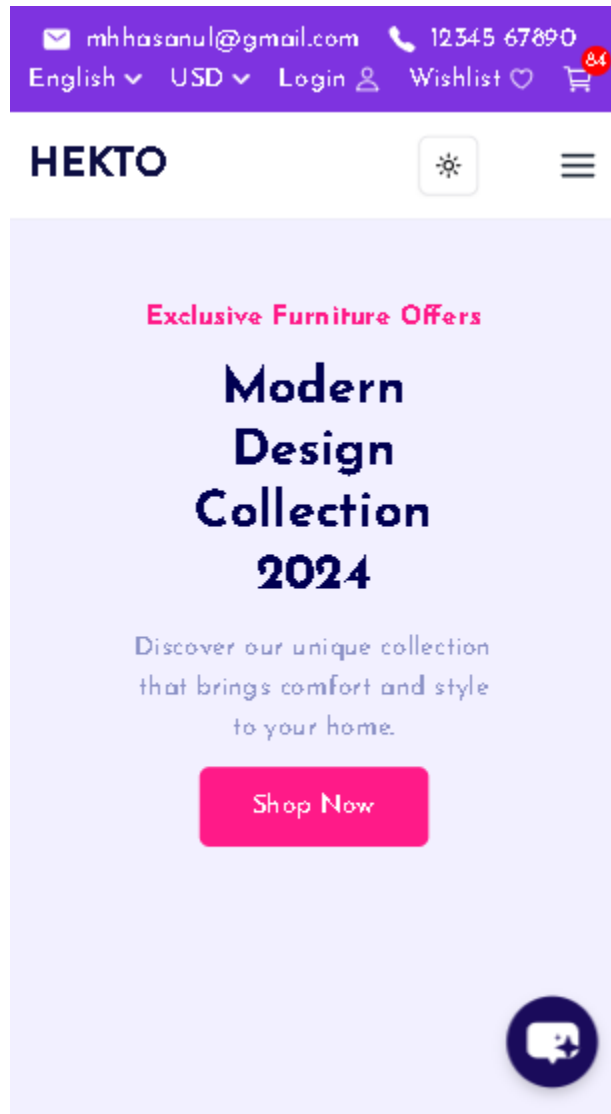 mhhasanul@gmail.com 12345 67890
English USD Login Wishlist 84
HEKTO
Exclusive Furniture Offers
Modern
Design
Collection
2024
Discover our unique collection
that brings comfort and style
to your home.
Shop Now